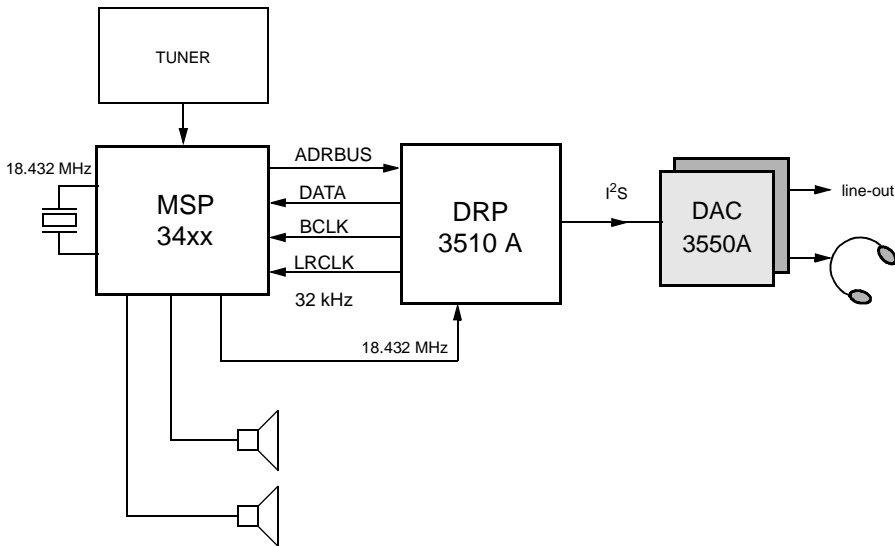 TUNER
18.432 MHz
MSP
34xx
ADRBUS
DATA
BCLK
LRCLK
32 kHz
18.432 MHz
DRP
3510 A
I²S
DAC
3550A
line-out